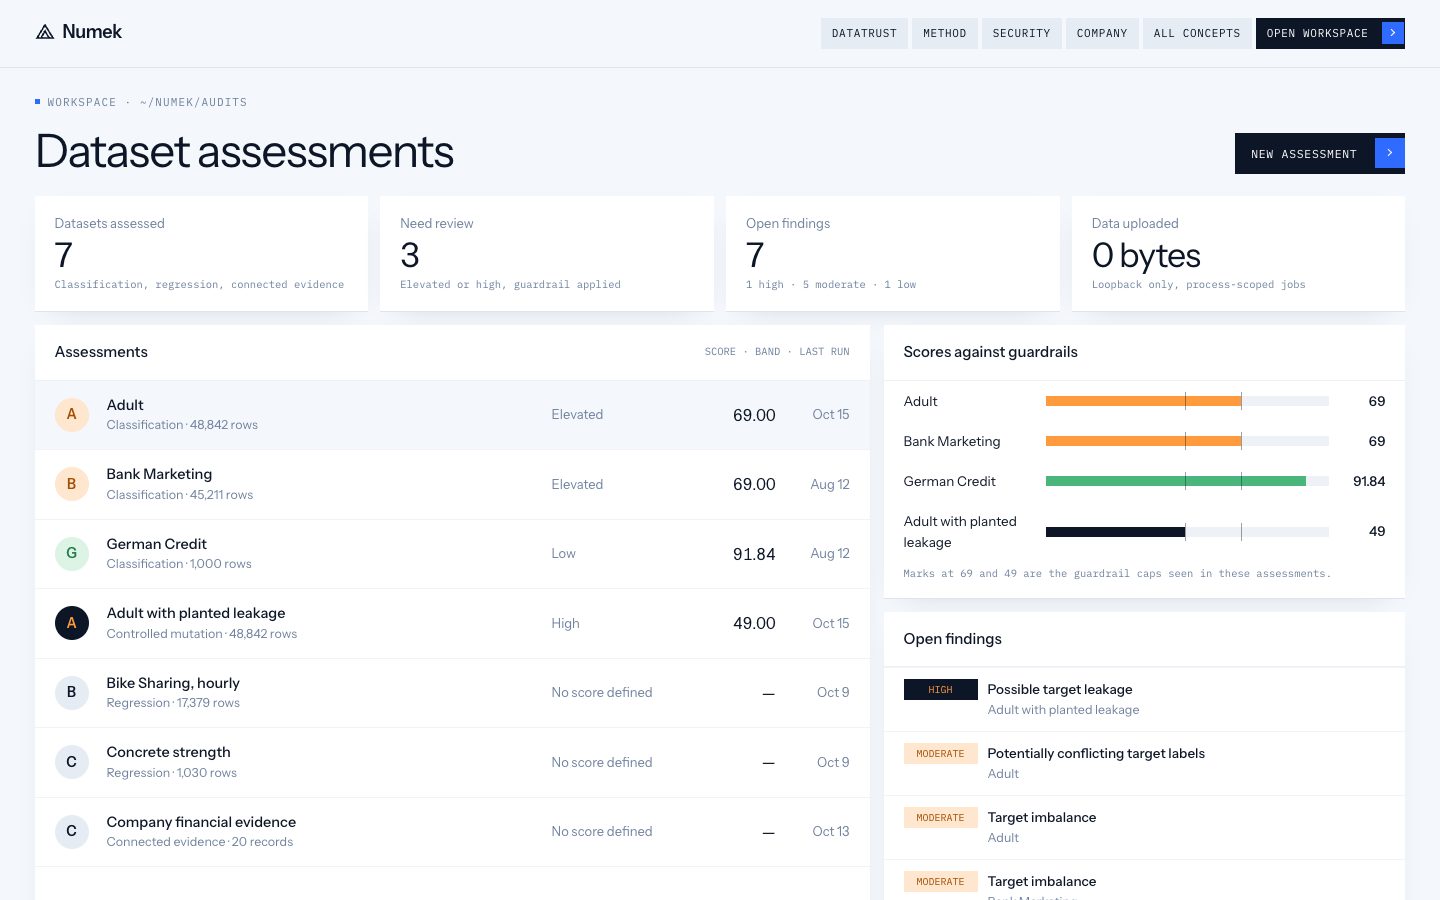 Numek
DATATRUST
METHOD
SECURITY
COMPANY
ALL CONCEPTS
OPEN WORKSPACE
WORKSPACE · ~/NUMEK/AUDITS
Dataset assessments
NEW ASSESSMENT
Datasets assessed
7
Classification, regression, connected evidence
Need review
3
Elevated or high, guardrail applied
Open findings
7
1 high · 5 moderate · 1 low
Data uploaded
0 bytes
Loopback only, process-scoped jobs
Assessments
SCORE · BAND · LAST RUN
A
Adult
Classification · 48,842 rows
Elevated
69.00
Oct 15
B
Bank Marketing
Classification · 45,211 rows
Elevated
69.00
Aug 12
G
German Credit
Classification · 1,000 rows
Low
91.84
Aug 12
A
Adult with planted leakage
Controlled mutation · 48,842 rows
High
49.00
Oct 15
B
Bike Sharing, hourly
Regression · 17,379 rows
No score defined
—
Oct 9
C
Concrete strength
Regression · 1,030 rows
No score defined
—
Oct 9
C
Company financial evidence
Connected evidence · 20 records
No score defined
—
Oct 13
Scores against guardrails
Adult
69
Bank Marketing
69
German Credit
91.84
Adult with planted
leakage
49
Marks at 69 and 49 are the guardrail caps seen in these assessments.
Open findings
HIGH
Possible target leakage
Adult with planted leakage
MODERATE
Potentially conflicting target labels
Adult
MODERATE
Target imbalance
Adult
MODERATE
Target imbalance
Bank Marketing